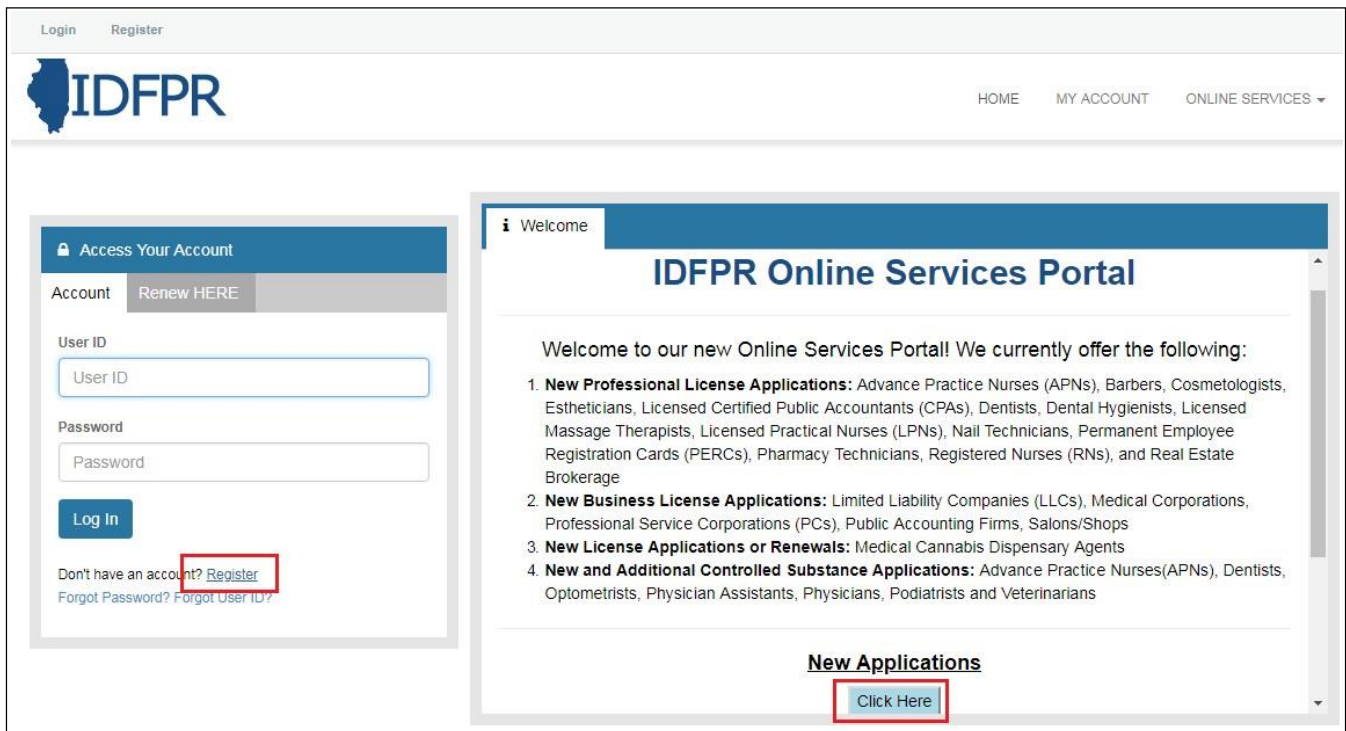 Login Register
IDFPR
HOME MY ACCOUNT ONLINE SERVICES
Access Your Account
Account Renew HERE
User ID
User ID
Password
Password
Log In
Don't have an account? Register
Forgot Password? Forgot User ID?
i Welcome
IDFPR Online Services Portal
Welcome to our new Online Services Portal! We currently offer the following:
1. New Professional License Applications: Advance Practice Nurses (APNs), Barbers, Cosmetologists,
Estheticians, Licensed Certified Public Accountants (CPAs), Dentists, Dental Hygienists, Licensed
Massage Therapists, Licensed Practical Nurses (LPNs), Nail Technicians, Permanent Employee
Registration Cards (PERCs), Pharmacy Technicians, Registered Nurses (RNs), and Real Estate
Brokerage
2. New Business License Applications: Limited Liability Companies (LLCs), Medical Corporations,
Professional Service Corporations (PCs), Public Accounting Firms, Salons/Shops
3. New License Applications or Renewals: Medical Cannabis Dispensary Agents
4. New and Additional Controlled Substance Applications: Advance Practice Nurses(APNs), Dentists,
Optometrists, Physician Assistants, Physicians, Podiatrists and Veterinarians
New Applications
Click Here